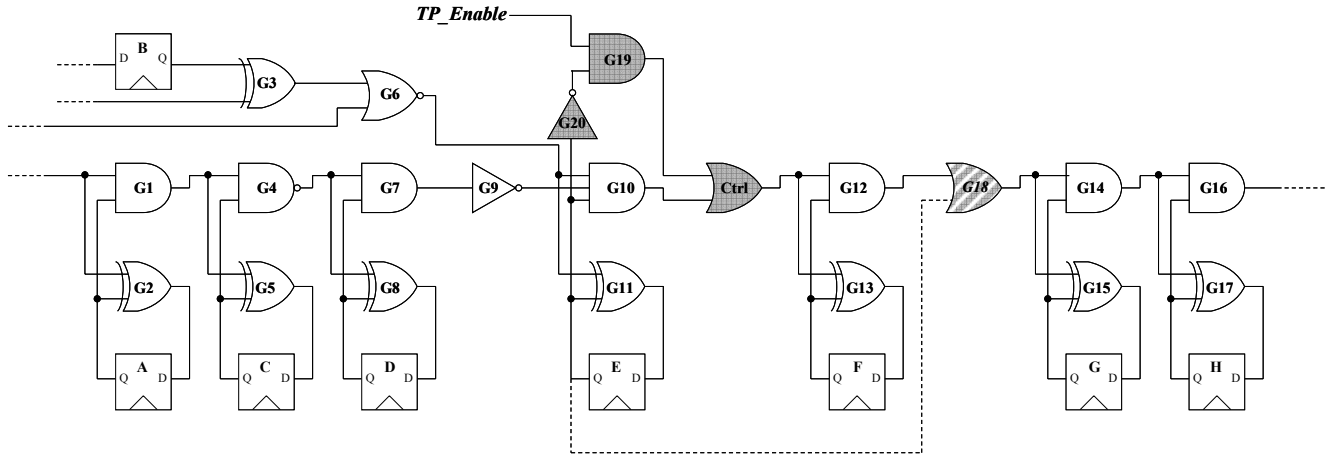 TP_Enable
B
D Q
G3
G6
G19
G20
G1
G4
G7
G9
G10
Ctrl
G12
G18
G14
G16
G2
G5
G8
G11
G13
G15
G17
A
Q D
C
Q D
D
Q D
E
Q D
F
Q D
G
Q D
H
Q D